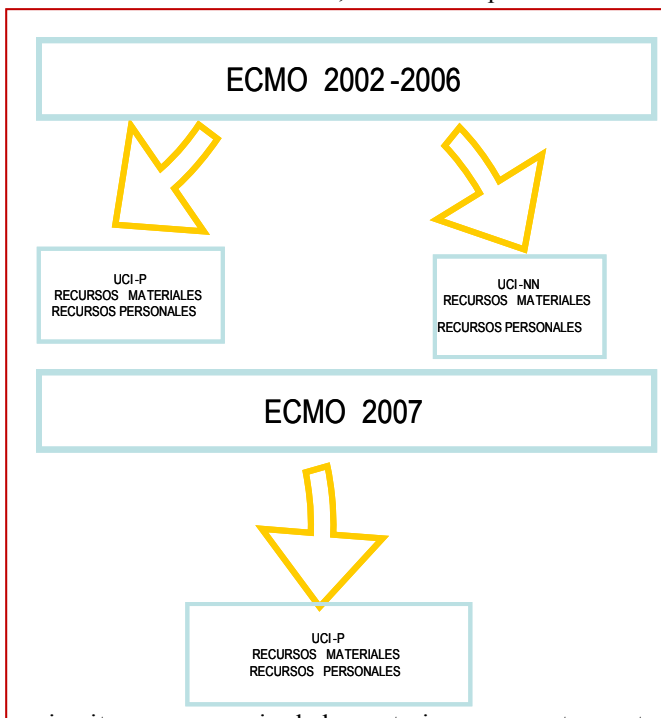 ECMO 2002-2006
UCI-P
RECURSOS MATERIALES
RECURSOS PERSONALES
UCI-NN
RECURSOS MATERIALES
RECURSOS PERSONALES
ECMO 2007
UCI-P
RECURSOS MATERIALES
RECURSOS PERSONALES